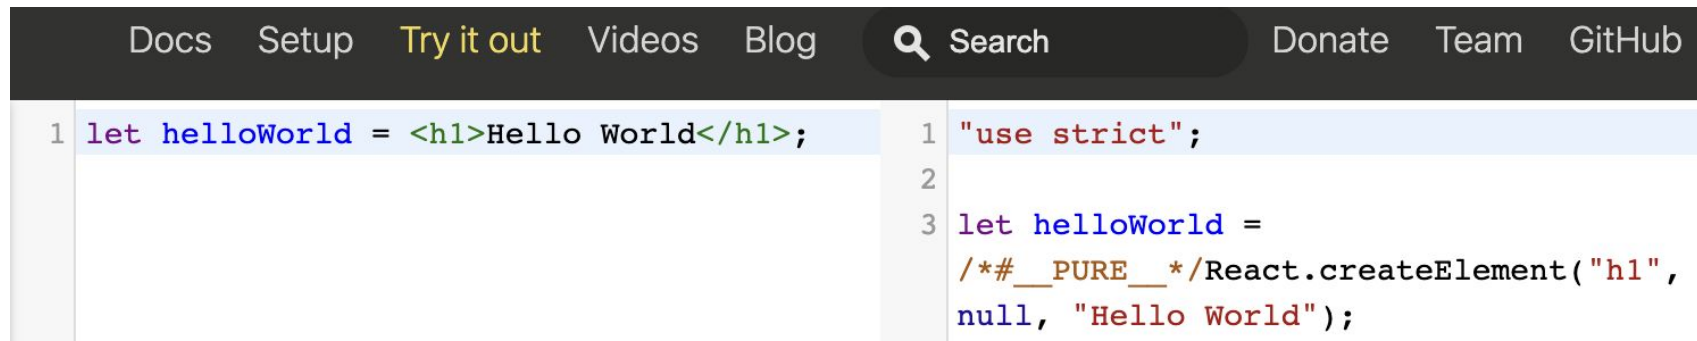 Docs Setup Try it out Videos Blog Search Donate Team GitHub
1 let helloWorld = <h1>Hello World</h1>;
1 "use strict";
2
3 let helloWorld =
/*#__PURE__*/React.createElement("h1",
null, "Hello World");